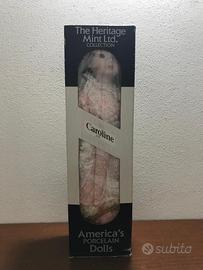 The Heritage
Mint Ltd.
COLLECTION
Caroline
America's
PORCELAIN
Dolls
subito